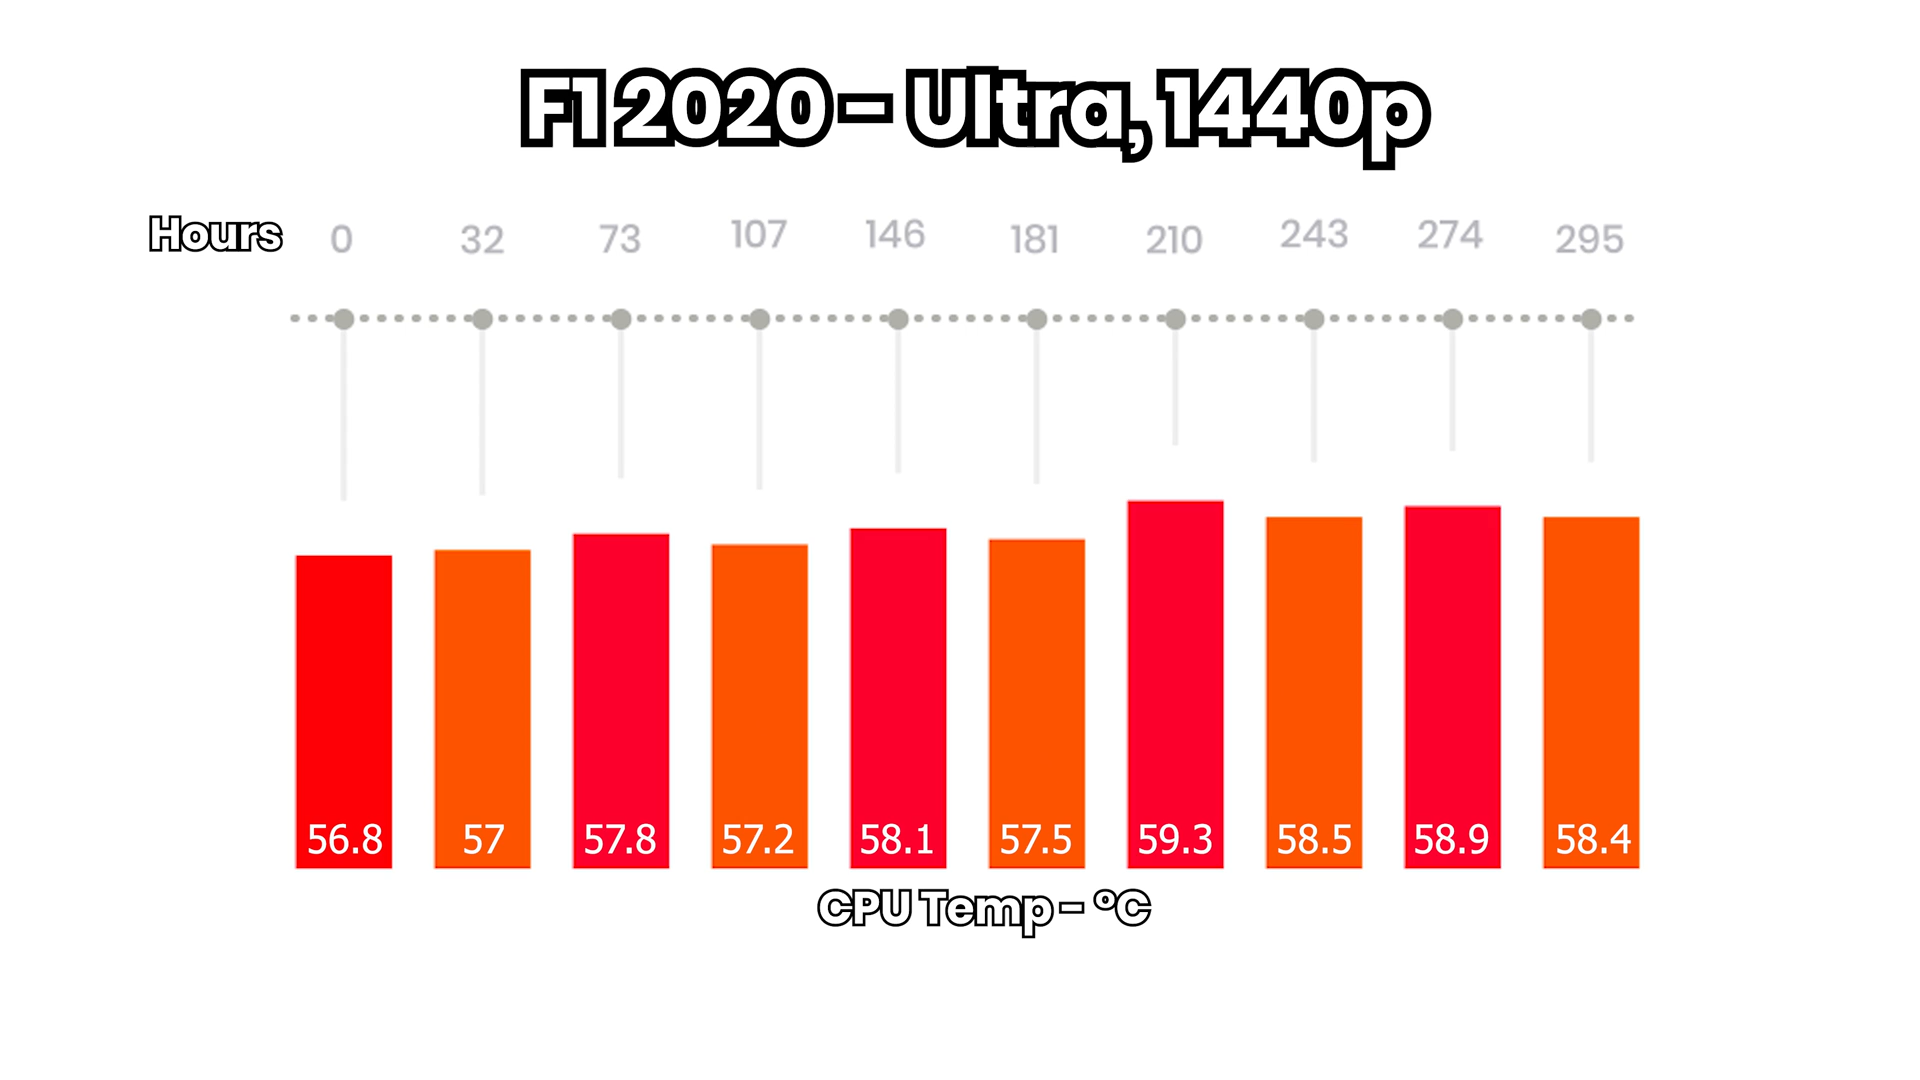 F1 2020 - Ultra, 1440p
Hours 0 32 73 107 146 181 210 243 274 295
56.8 57 57.8 57.2 58.1 57.5 59.3 58.5 58.9 58.4
CPU Temp - °C